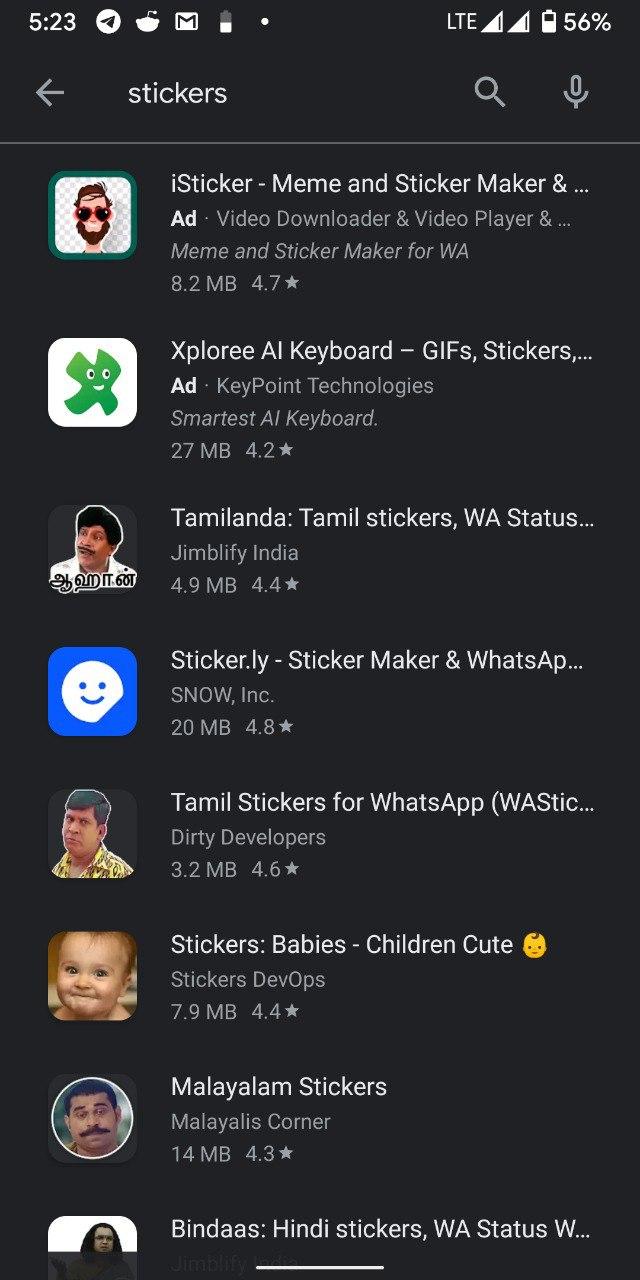 5:23 LTE 56%
stickers
iSticker - Meme and Sticker Maker & ...
Ad · Video Downloader & Video Player & ...
Meme and Sticker Maker for WA
8.2 MB 4.7★
Xploree AI Keyboard – GIFs, Stickers,...
Ad · KeyPoint Technologies
Smartest AI Keyboard.
27 MB 4.2★
Tamilanda: Tamil stickers, WA Status...
Jimblify India
ஆஹான்
4.9 MB 4.4★
Sticker.ly - Sticker Maker & WhatsAp...
SNOW, Inc.
20 MB 4.8★
Tamil Stickers for WhatsApp (WAStic...
Dirty Developers
3.2 MB 4.6★
Stickers: Babies - Children Cute 👶
Stickers DevOps
7.9 MB 4.4★
Malayalam Stickers
Malayalis Corner
14 MB 4.3★
Bindaas: Hindi stickers, WA Status W...
Jimblify India